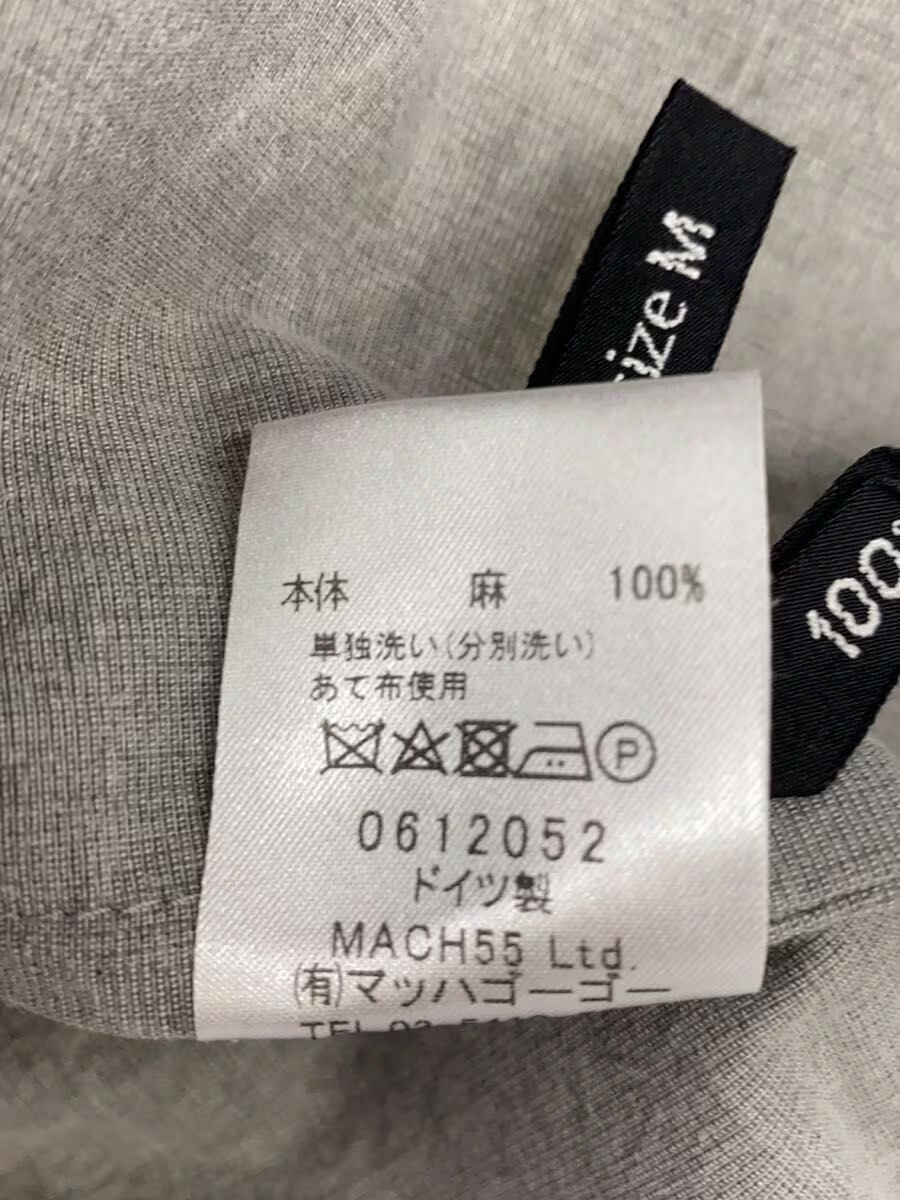 Size M
100%
本体 麻 100%
単独洗い(分別洗い)
あて布使用
P
0612052
ドイツ製
MACH55 Ltd.
(有)マッハゴーゴー
TEL